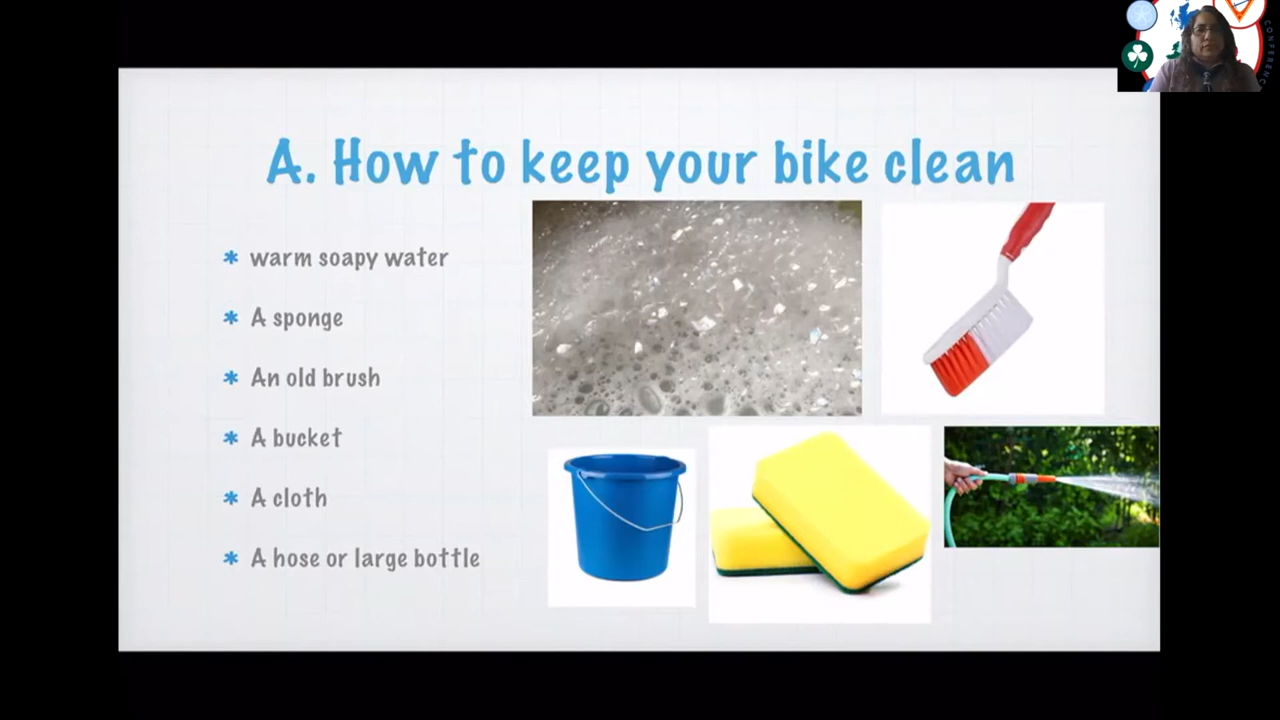 A. How to keep your bike clean
* warm soapy water
* A sponge
* An old brush
* A bucket
* A cloth
* A hose or large bottle
CONFERENC